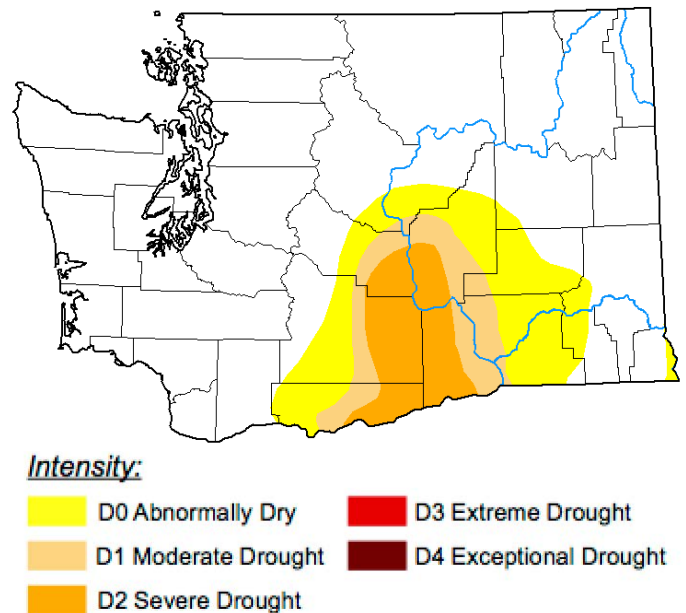 Intensity:
D0 Abnormally Dry
D1 Moderate Drought
D2 Severe Drought
D3 Extreme Drought
D4 Exceptional Drought